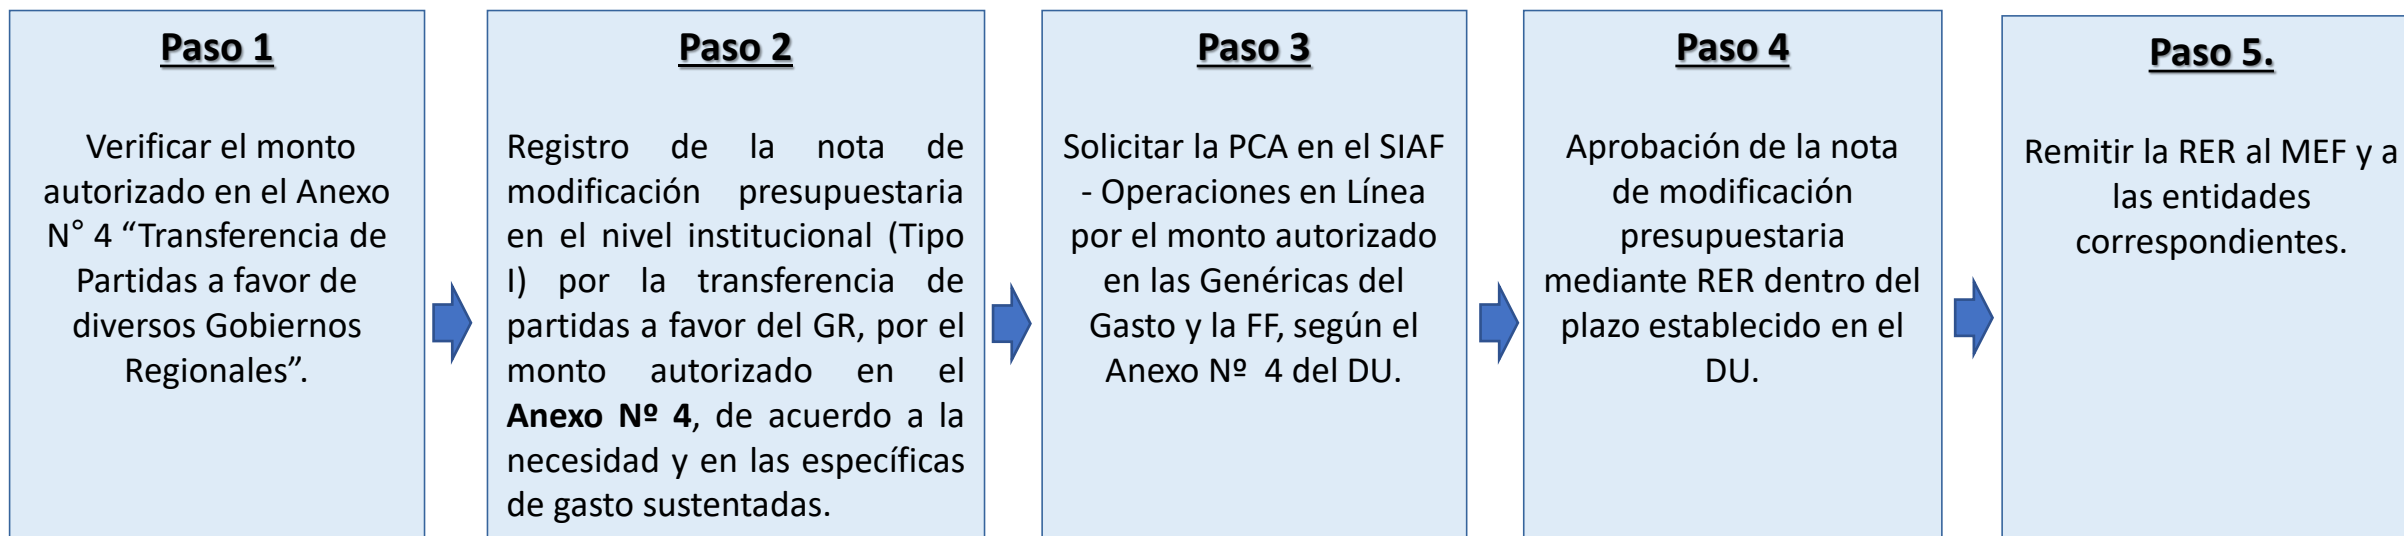 Paso 1
Verificar el monto
autorizado en el Anexo
N° 4 “Transferencia de
Partidas a favor de
diversos Gobiernos
Regionales”.
Paso 2
Registro de la nota de
modificación presupuestaria
en el nivel institucional (Tipo
I) por la transferencia de
partidas a favor del GR, por el
monto autorizado en el
Anexo Nº 4, de acuerdo a la
necesidad y en las específicas
de gasto sustentadas.
Paso 3
Solicitar la PCA en el SIAF
- Operaciones en Línea
por el monto autorizado
en las Genéricas del
Gasto y la FF, según el
Anexo Nº 4 del DU.
Paso 4
Aprobación de la nota
de modificación
presupuestaria
mediante RER dentro del
plazo establecido en el
DU.
Paso 5.
Remitir la RER al MEF y a
las entidades
correspondientes.